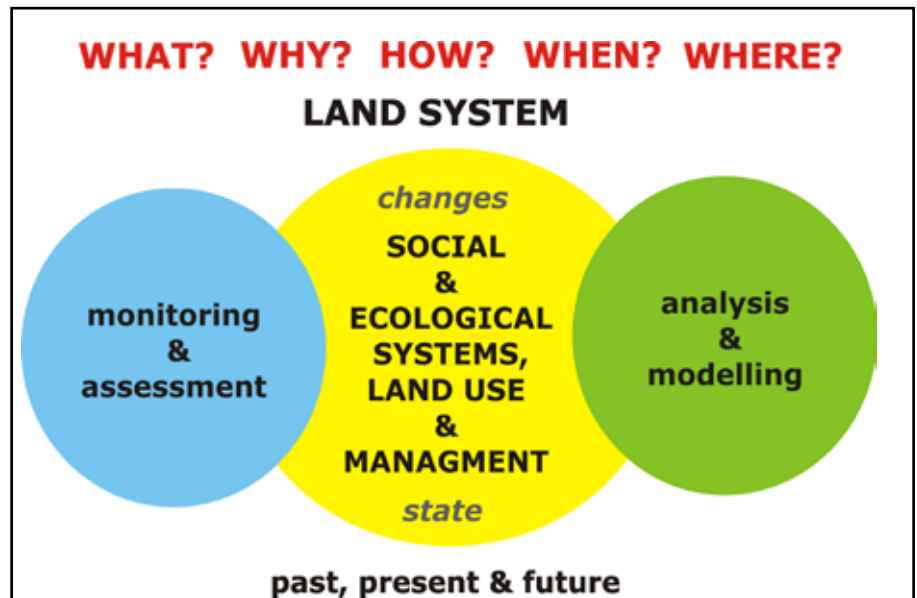 WHAT? WHY? HOW? WHEN? WHERE?
LAND SYSTEM
changes
SOCIAL
&
ECOLOGICAL
SYSTEMS,
LAND USE
&
MANAGMENT
state
monitoring
&
assessment
analysis
&
modelling
past, present & future